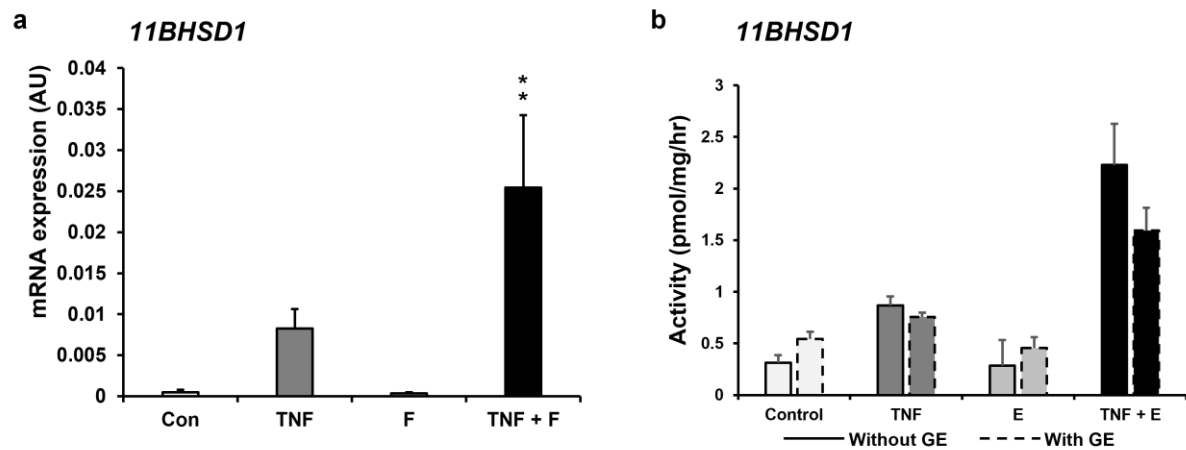 a
11BHSD1
mRNA expression (AU)
0.04
0.035
0.03
0.025
0.02
0.015
0.01
0.005
0
*
*
Con TNF F TNF + F
b
11BHSD1
Activity (pmol/mg/hr)
3
2.5
2
1.5
1
0.5
0
Control TNF E TNF + E
Without GE With GE